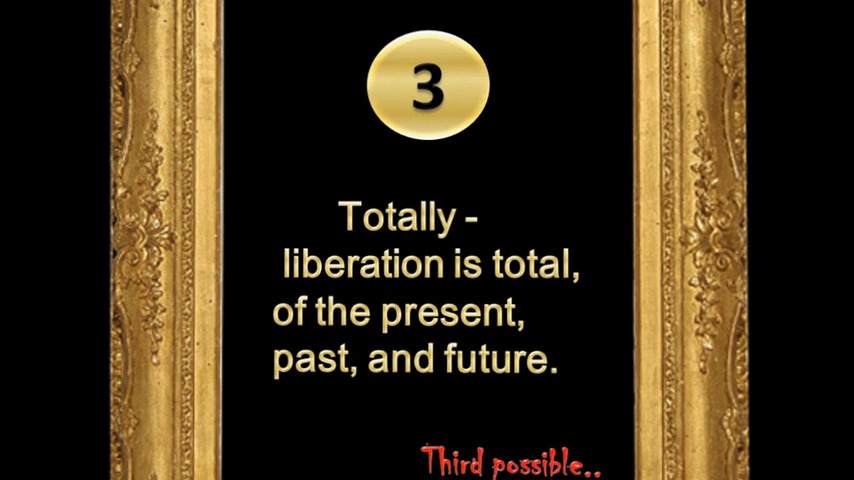 3
Totally -
liberation is total,
of the present,
past, and future.
Third possible..